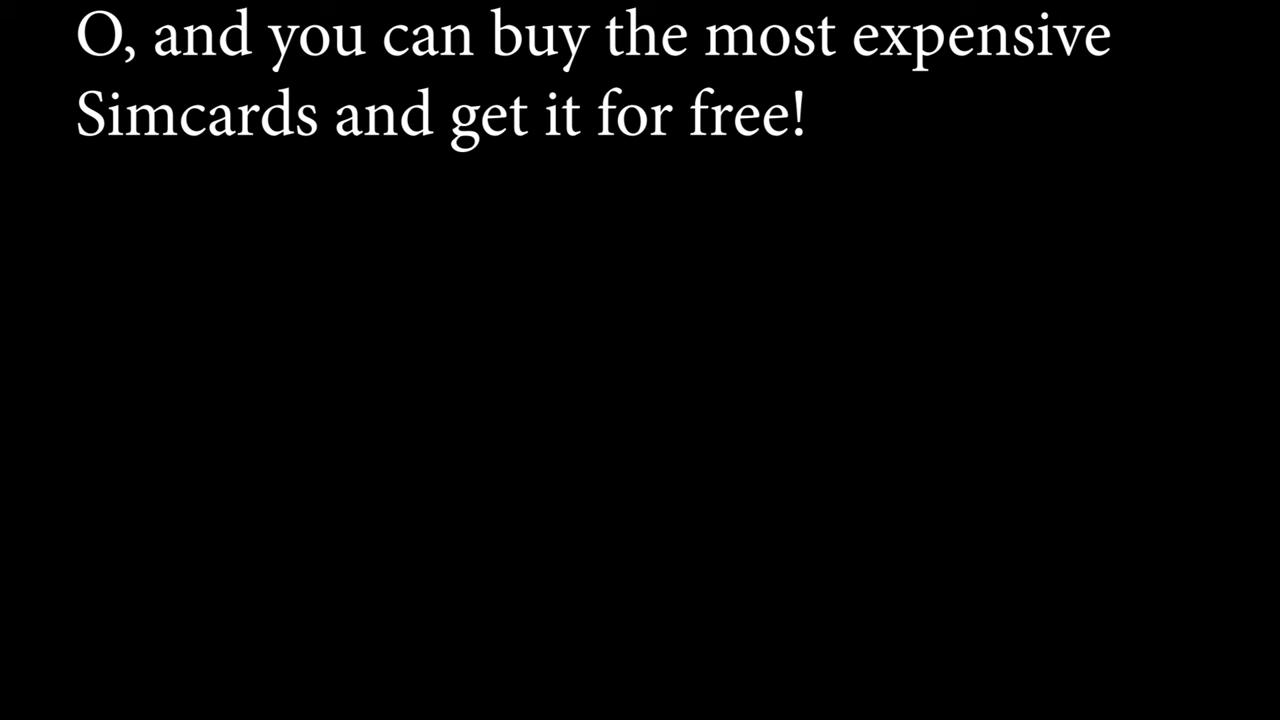 O, and you can buy the most expensive
Simcards and get it for free!